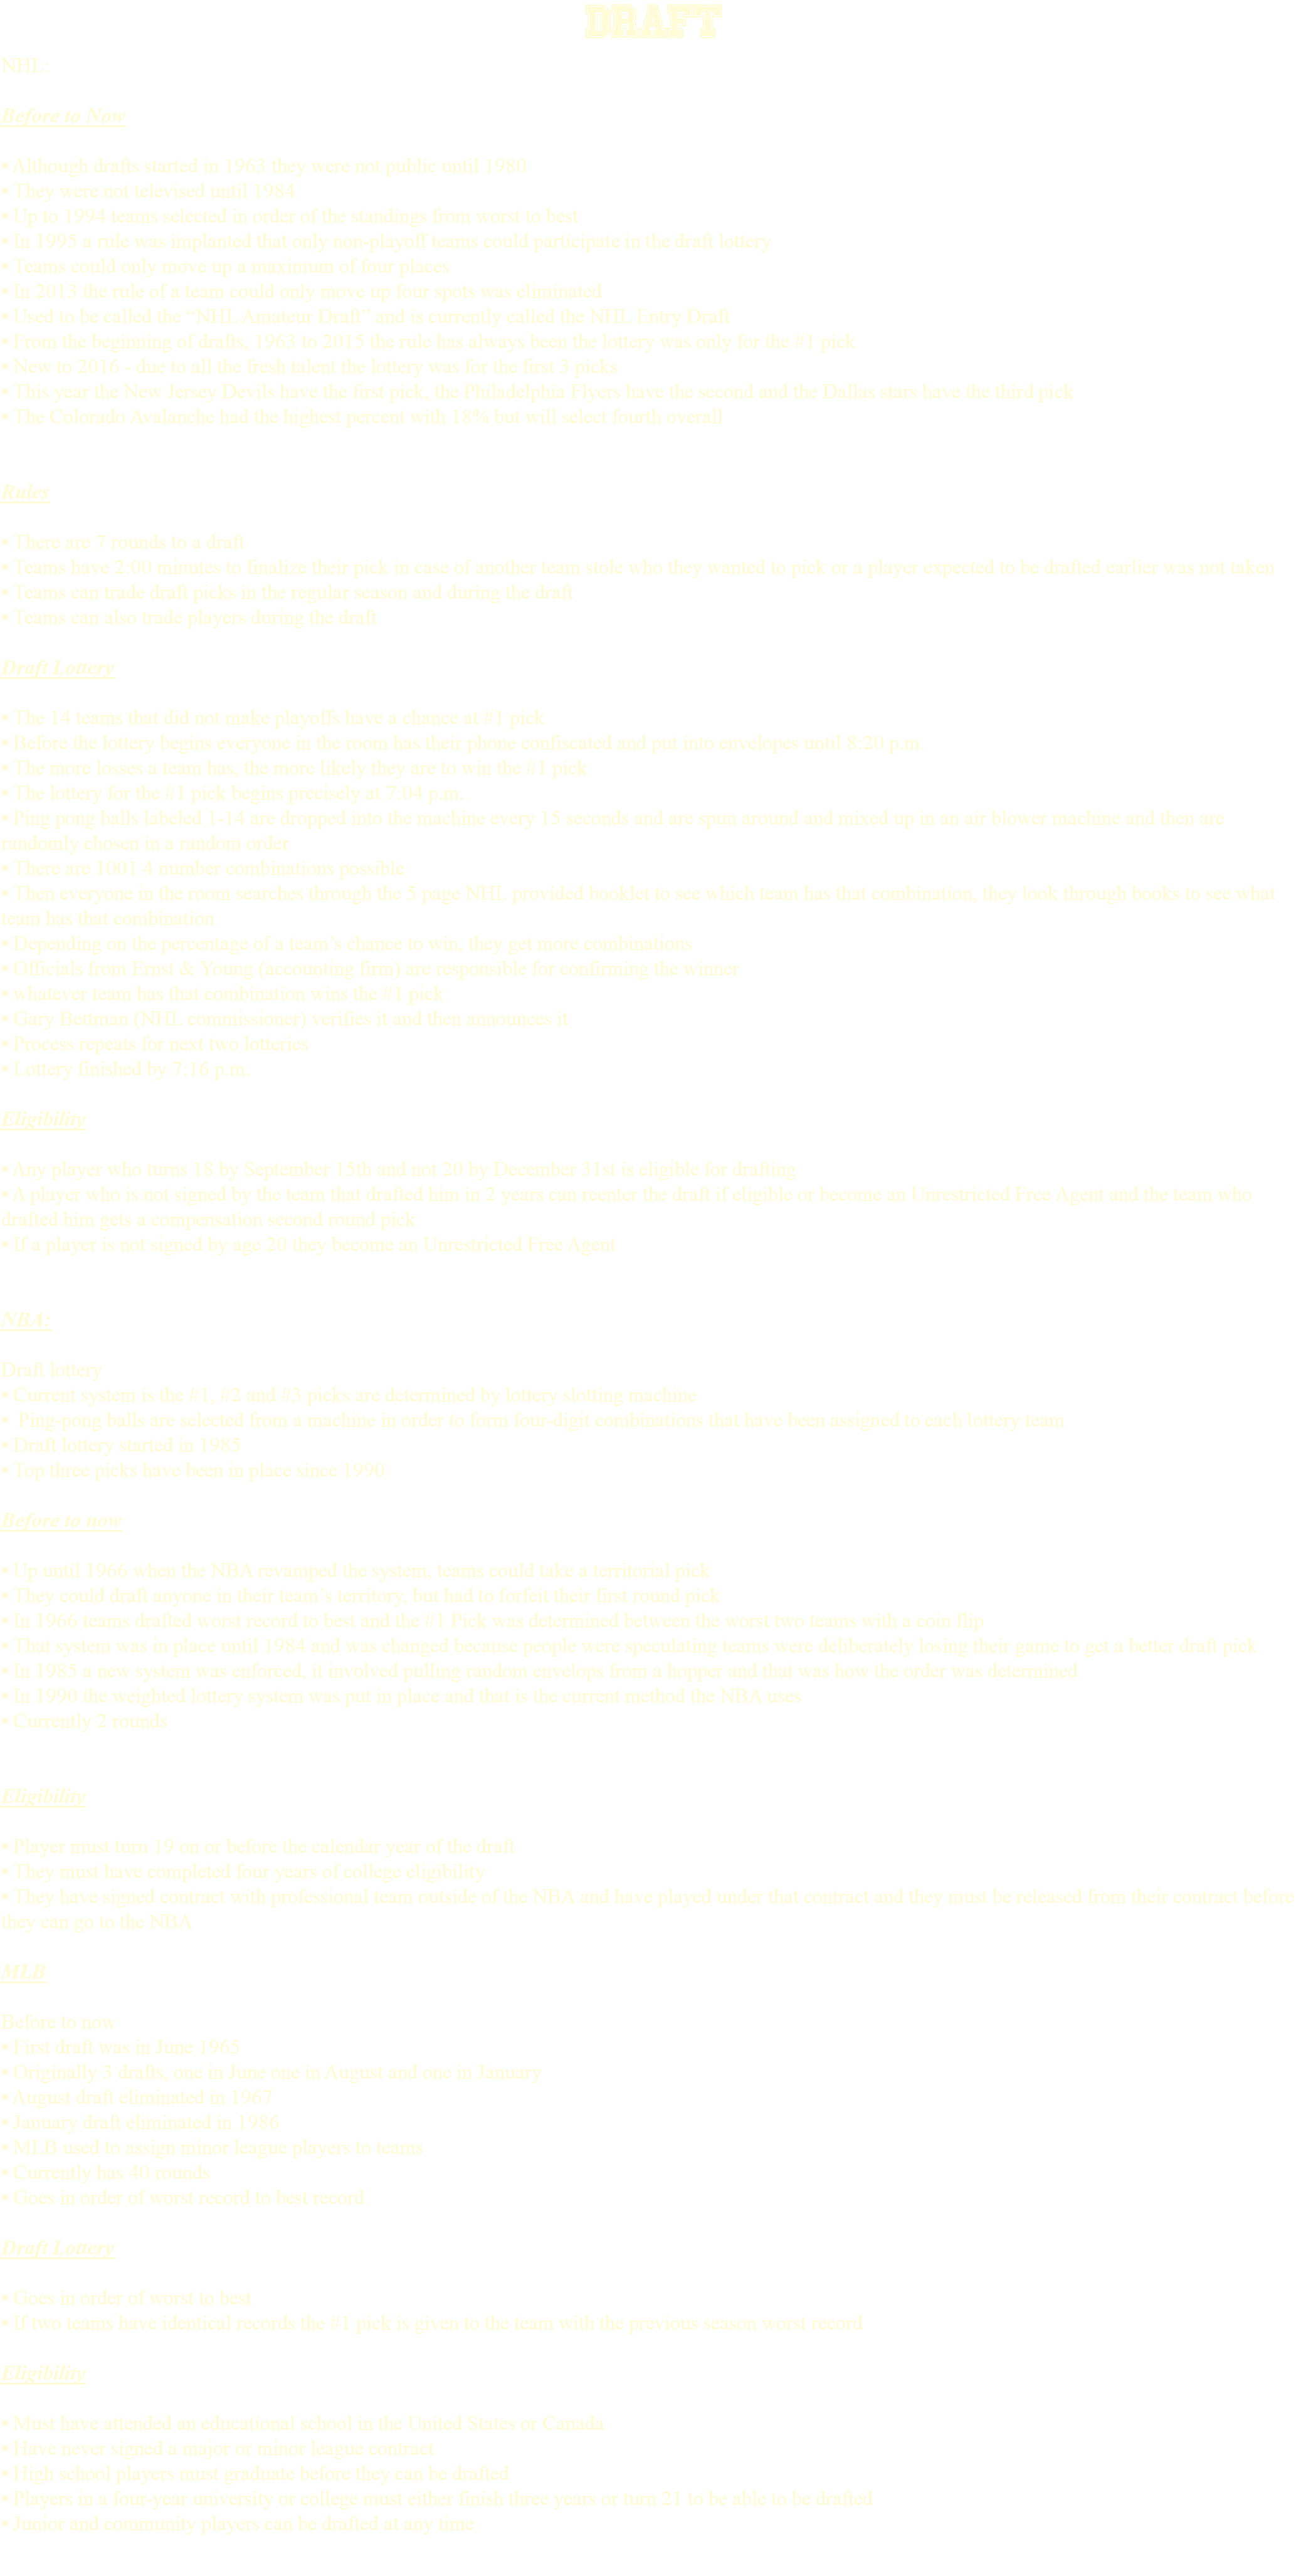 DRAFT
NHL:
Before to Now
• Although drafts started in 1963 they were not public until 1980
• They were not televised until 1984
• Up to 1994 teams selected in order of the standings from worst to best
• In 1995 a rule was implanted that only non-playoff teams could participate in the draft lottery
• Teams could only move up a maximum of four places
• In 2013 the rule of a team could only move up four spots was eliminated
• Used to be called the “NHL Amateur Draft” and is currently called the NHL Entry Draft
• From the beginning of drafts, 1963 to 2015 the rule has always been the lottery was only for the #1 pick
• New to 2016 - due to all the fresh talent the lottery was for the first 3 picks
• This year the New Jersey Devils have the first pick, the Philadelphia Flyers have the second and the Dallas stars have the third pick
• The Colorado Avalanche had the highest percent with 18% but will select fourth overall
Rules
• There are 7 rounds to a draft
• Teams have 2:00 minutes to finalize their pick in case of another team stole who they wanted to pick or a player expected to be drafted earlier was not taken
• Teams can trade draft picks in the regular season and during the draft
• Teams can also trade players during the draft
Draft Lottery
• The 14 teams that did not make playoffs have a chance at #1 pick
• Before the lottery begins everyone in the room has their phone confiscated and put into envelopes until 8:20 p.m.
• The more losses a team has, the more likely they are to win the #1 pick
• The lottery for the #1 pick begins precisely at 7:04 p.m.
• Ping pong balls labeled 1-14 are dropped into the machine every 15 seconds and are spun around and mixed up in an air blower machine and then are
randomly chosen in a random order
• There are 1001 4 number combinations possible
• Then everyone in the room searches through the 5 page NHL provided booklet to see which team has that combination, they look through books to see what
team has that combination
• Depending on the percentage of a team’s chance to win, they get more combinations
• Officials from Ernst & Young (accounting firm) are responsible for confirming the winner
• whatever team has that combination wins the #1 pick
• Gary Bettman (NHL commissioner) verifies it and then announces it
• Process repeats for next two lotteries
• Lottery finished by 7:16 p.m.
Eligibility
• Any player who turns 18 by September 15th and not 20 by December 31st is eligible for drafting
• A player who is not signed by the team that drafted him in 2 years can reenter the draft if eligible or become an Unrestricted Free Agent and the team who
drafted him gets a compensation second round pick
• If a player is not signed by age 20 they become an Unrestricted Free Agent
NBA:
Draft lottery
• Current system is the #1, #2 and #3 picks are determined by lottery slotting machine
• Ping-pong balls are selected from a machine in order to form four-digit combinations that have been assigned to each lottery team
• Draft lottery started in 1985
• Top three picks have been in place since 1990
Before to now
• Up until 1966 when the NBA revamped the system, teams could take a territorial pick
• They could draft anyone in their team’s territory, but had to forfeit their first round pick
• In 1966 teams drafted worst record to best and the #1 Pick was determined between the worst two teams with a coin flip
• That system was in place until 1984 and was changed because people were speculating teams were deliberately losing their game to get a better draft pick
• In 1985 a new system was enforced, it involved pulling random envelops from a hopper and that was how the order was determined
• In 1990 the weighted lottery system was put in place and that is the current method the NBA uses
• Currently 2 rounds
Eligibility
• Player must turn 19 on or before the calendar year of the draft
• They must have completed four years of college eligibility
• They have signed contract with professional team outside of the NBA and have played under that contract and they must be released from their contract before
they can go to the NBA
MLB
Before to now
• First draft was in June 1965
• Originally 3 drafts, one in June one in August and one in January
• August draft eliminated in 1967
• January draft eliminated in 1986
• MLB used to assign minor league players to teams
• Currently has 40 rounds
• Goes in order of worst record to best record
Draft Lottery
• Goes in order of worst to best
• If two teams have identical records the #1 pick is given to the team with the previous season worst record
Eligibility
• Must have attended an educational school in the United States or Canada
• Have never signed a major or minor league contract
• High school players must graduate before they can be drafted
• Players in a four-year university or college must either finish three years or turn 21 to be able to be drafted
• Junior and community players can be drafted at any time